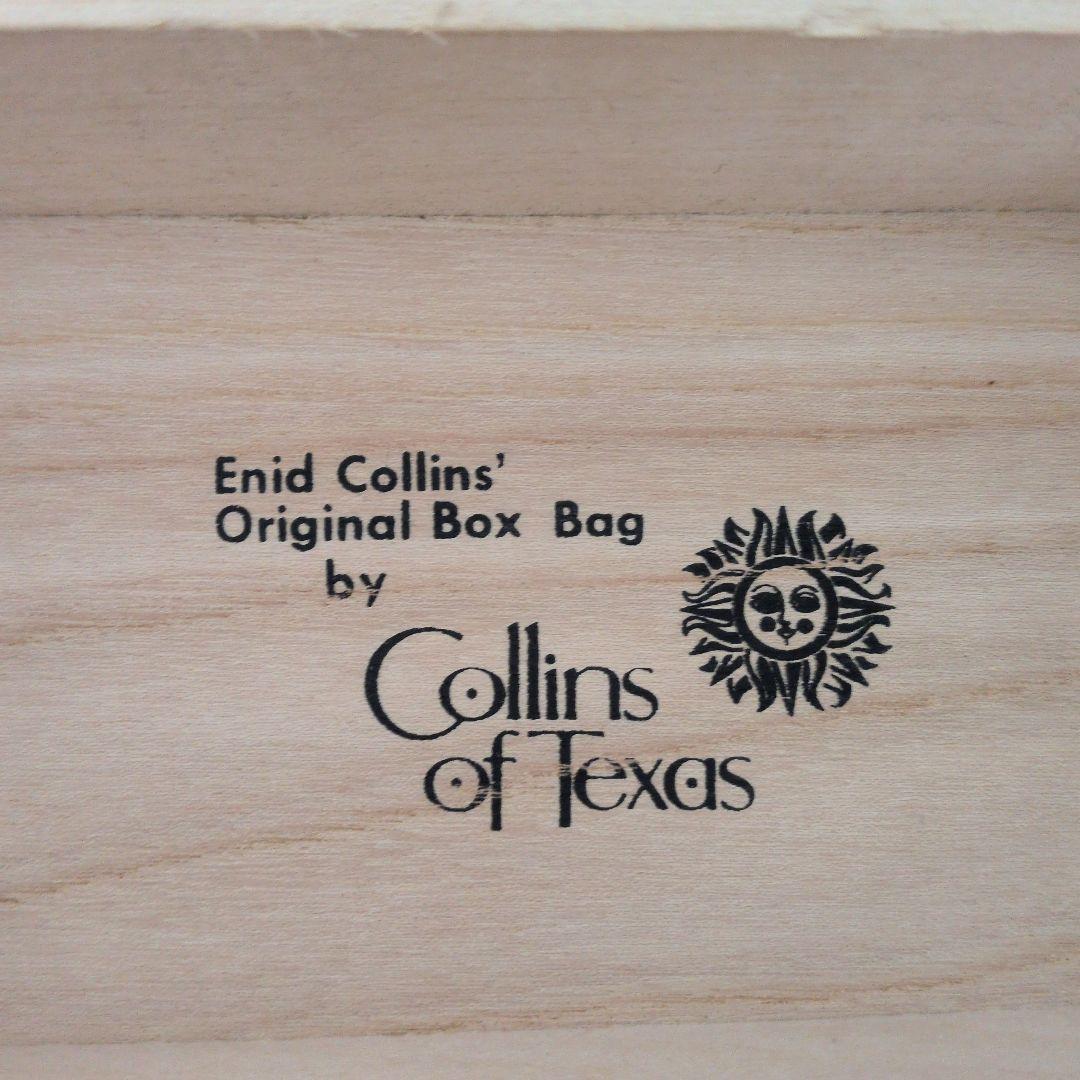 Enid Collins'
Original Box Bag
by
Collins
of Texas